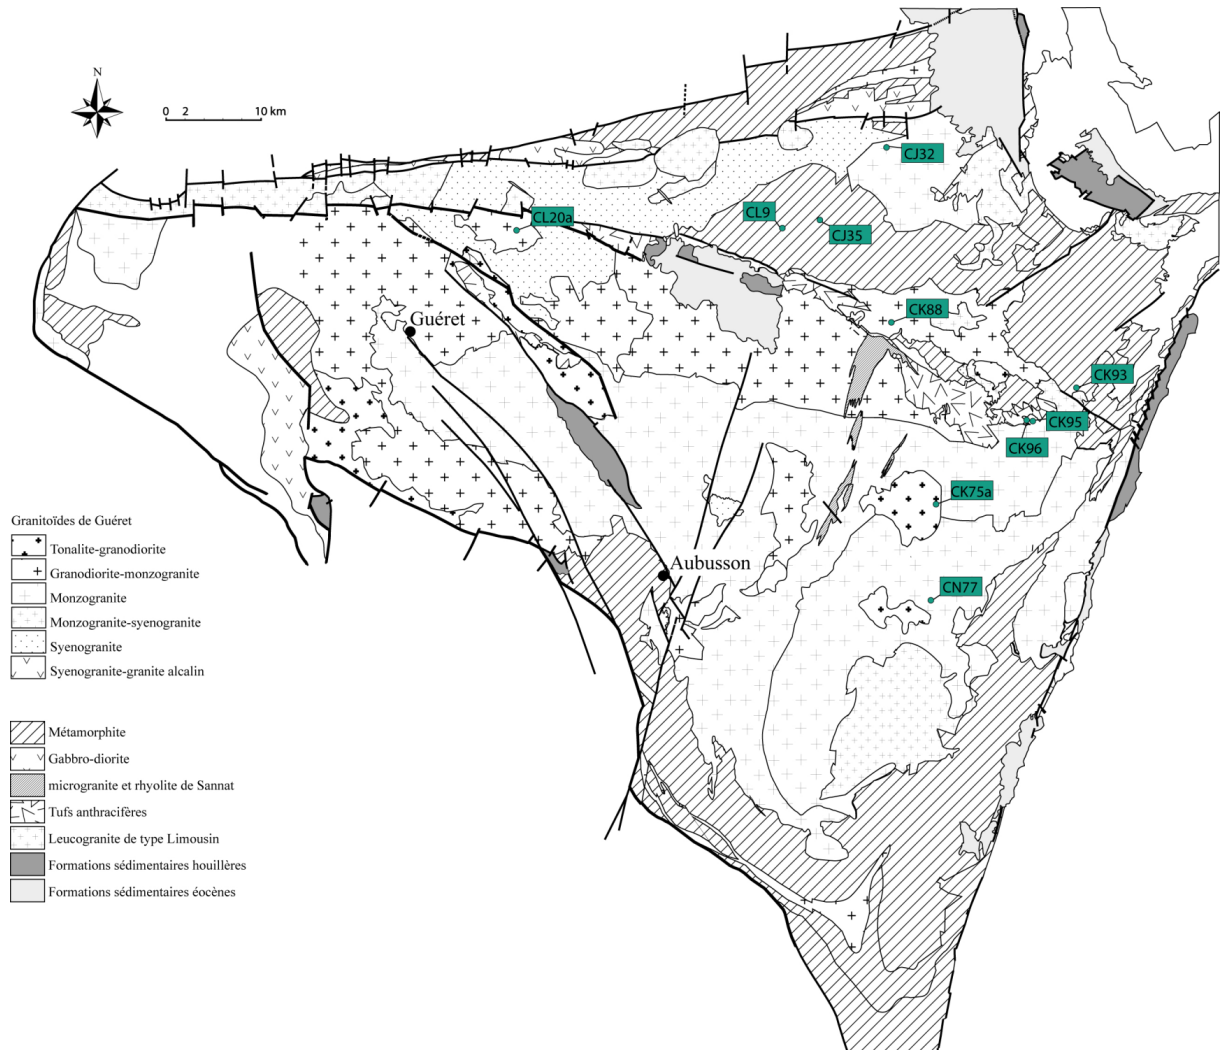 N
0 2 10 km
CJ32
CL20a
CL9
CJ35
CK88
Guéret
CK93
CK95
CK96
CK75a
Aubusson
CN77
Granitoïdes de Guéret
Tonalite-granodiorite
Granodiorite-monzogranite
Monzogranite
Monzogranite-syenogranite
Syenogranite
Syenogranite-granite alcalin
Métamorphite
Gabbro-diorite
microgranite et rhyolite de Sannat
Tufs anthracifères
Leucogranite de type Limousin
Formations sédimentaires houillères
Formations sédimentaires éocènes